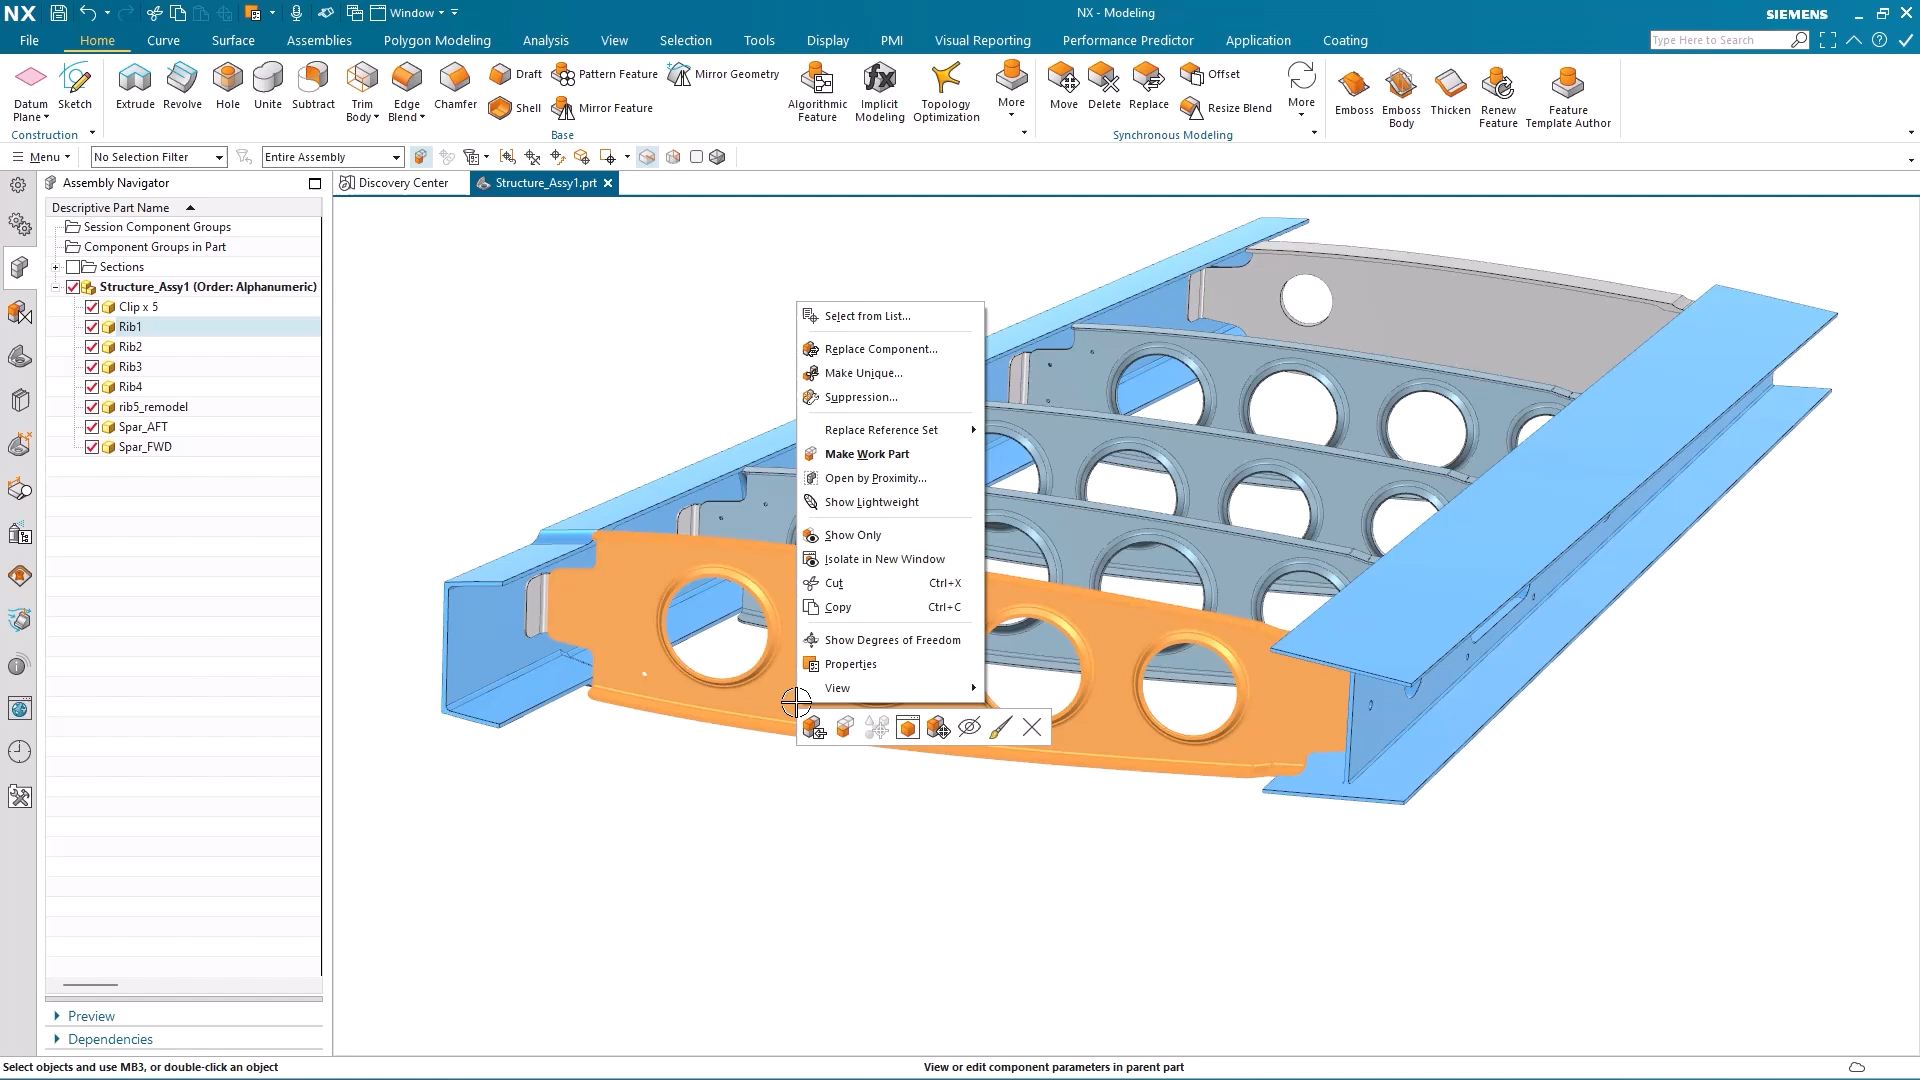 NX
Window
NX - Modeling
SIEMENS
File
Home
Curve
Surface
Assemblies
Polygon Modeling
Analysis
View
Selection
Tools
Display
PMI
Visual Reporting
Performance Predictor
Application
Coating
Type Here to Search
Datum Plane
Sketch
Extrude
Revolve
Hole
Unite
Subtract
Trim Body
Edge Blend
Chamfer
Draft
Shell
Pattern Feature
Mirror Feature
Mirror Geometry
Algorithmic Feature
Implicit Modeling
Topology Optimization
More
Move
Delete
Replace
Offset
Resize Blend
More
Emboss
Emboss Body
Thicken
Renew Feature
Feature Template Author
Construction
Base
Synchronous Modeling
Menu
No Selection Filter
Entire Assembly
Assembly Navigator
Discovery Center
Structure_Assy1.prt
Descriptive Part Name
Session Component Groups
Component Groups in Part
Sections
Structure_Assy1 (Order: Alphanumeric)
Clip x 5
Rib1
Rib2
Rib3
Rib4
rib5_remodel
Spar_AFT
Spar_FWD
Select from List...
Replace Component...
Make Unique...
Suppression...
Replace Reference Set
Make Work Part
Open by Proximity...
Show Lightweight
Show Only
Isolate in New Window
Cut Ctrl+X
Copy Ctrl+C
Show Degrees of Freedom
Properties
View
Preview
Dependencies
Select objects and use MB3, or double-click an object
View or edit component parameters in parent part